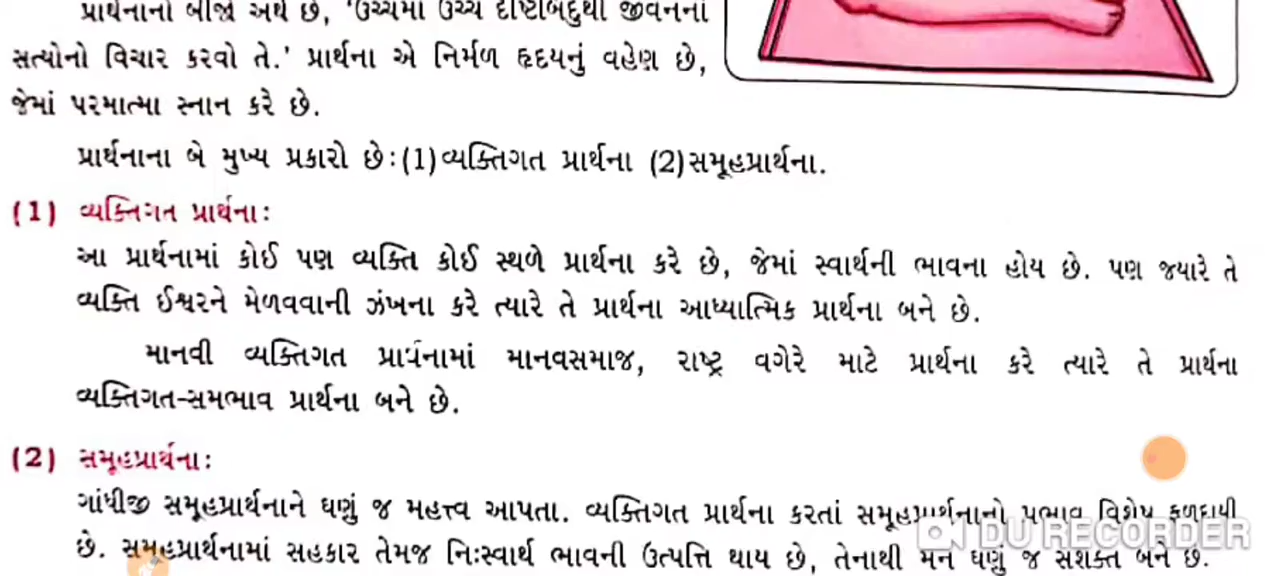 પ્રાર્થનાનો બીજો અર્થ છે, 'ઉચ્ચમાં ઉચ્ચ દૃષ્ટિબિંદુથી જીવનનાં
સત્યોનો વિચાર કરવો તે.' પ્રાર્થના એ નિર્મળ હૃદયનું વહેણ છે,
જેમાં પરમાત્મા સ્નાન કરે છે.
પ્રાર્થનાના બે મુખ્ય પ્રકારો છેઃ (1) વ્યક્તિગત પ્રાર્થના (2) સમૂહપ્રાર્થના.
(1) વ્યક્તિગત પ્રાર્થનાઃ
આ પ્રાર્થનામાં કોઈ પણ વ્યક્તિ કોઈ સ્થળે પ્રાર્થના કરે છે, જેમાં સ્વાર્થની ભાવના હોય છે. પણ જ્યારે તે
વ્યક્તિ ઈશ્વરને મેળવવાની ઝંખના કરે ત્યારે તે પ્રાર્થના આધ્યાત્મિક પ્રાર્થના બને છે.
માનવી વ્યક્તિગત પ્રાર્થનામાં માનવસમાજ, રાષ્ટ્ર વગેરે માટે પ્રાર્થના કરે ત્યારે તે પ્રાર્થના
વ્યક્તિગત-સમભાવ પ્રાર્થના બને છે.
(2) સમૂહપ્રાર્થનાઃ
ગાંધીજી સમૂહપ્રાર્થનાને ઘણું જ મહત્ત્વ આપતા. વ્યક્તિગત પ્રાર્થના કરતાં સમૂહપ્રાર્થનાનો પ્રભાવ વિશેષ ફળદાયી
છે. સમૂહપ્રાર્થનામાં સહકાર તેમજ નિઃસ્વાર્થ ભાવની ઉત્પત્તિ થાય છે, તેનાથી મન ઘણું જ સશક્ત બને છે.
DU RECORDER